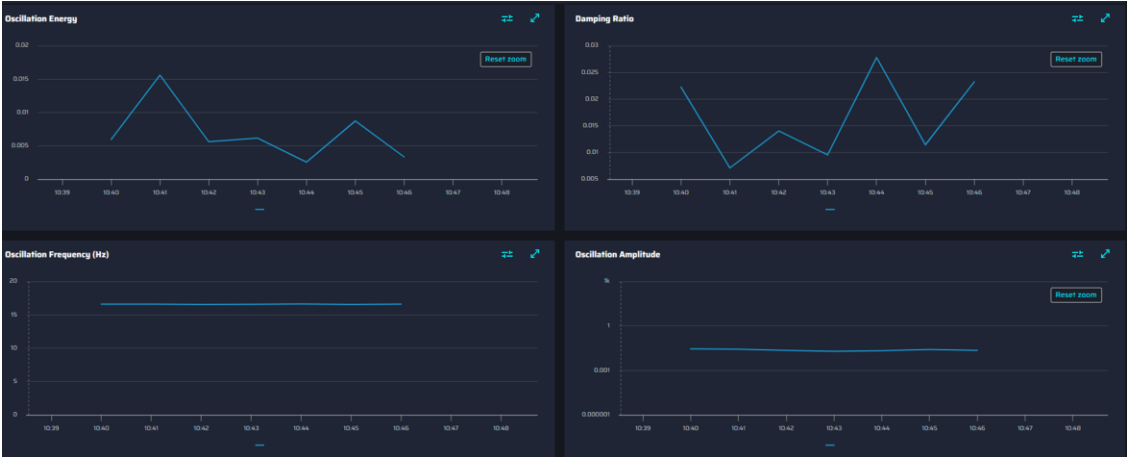 Oscillation Energy
Reset zoom
0.02
0.015
0.01
0.005
0
10:39 10:40 10:41 10:42 10:43 10:44 10:45 10:46 10:47 10:48
Damping Ratio
Reset zoom
0.03
0.025
0.02
0.015
0.01
0.005
10:39 10:40 10:41 10:42 10:43 10:44 10:45 10:46 10:47 10:48
Oscillation Frequency (Hz)
20
15
10
5
0
10:39 10:40 10:41 10:42 10:43 10:44 10:45 10:46 10:47 10:48
Oscillation Amplitude
Reset zoom
1k
1
0.001
0.000001
10:39 10:40 10:41 10:42 10:43 10:44 10:45 10:46 10:47 10:48